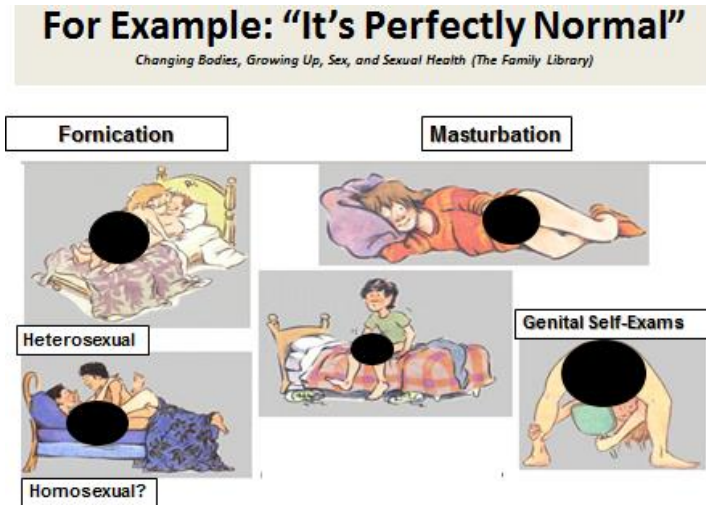 For Example: “It’s Perfectly Normal”
Changing Bodies, Growing Up, Sex, and Sexual Health (The Family Library)
Fornication
Masturbation
Heterosexual
Genital Self-Exams
Homosexual?